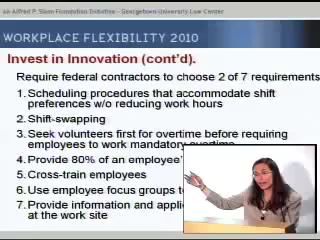 an Alfred P. Sloan Foundation Initiative - Georgetown University Law Center
WORKPLACE FLEXIBILITY 2010
Invest in Innovation (cont'd).
Require federal contractors to choose 2 of 7 requirements
1. Scheduling procedures that accommodate shift
preferences w/o reducing work hours
2. Shift-swapping
3. Seek volunteers first for overtime before requiring
employees to work mandatory overtime
4. Provide 80% of an employee'
5. Cross-train employees
6. Use employee focus groups
7. Provide information and
at the work site